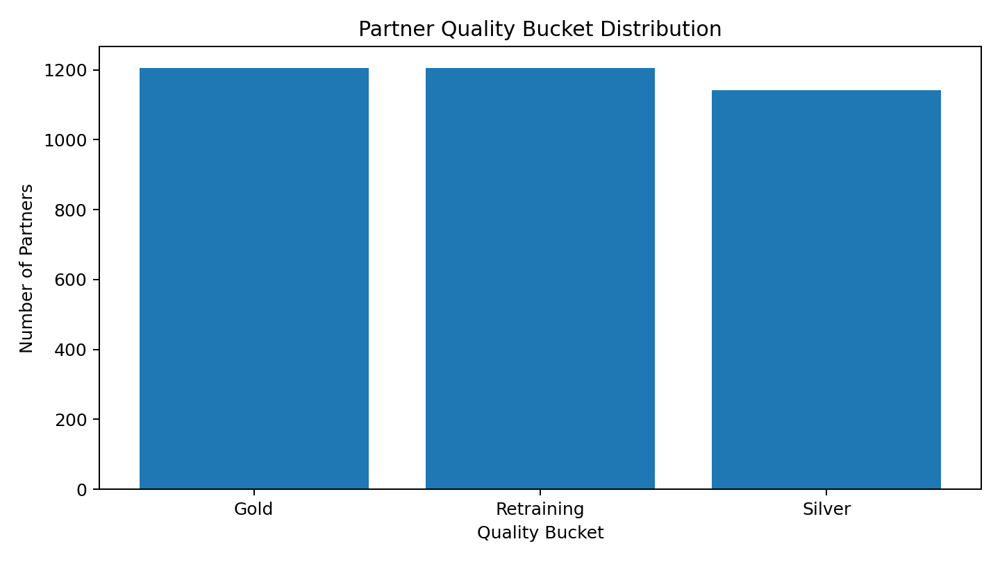 Partner Quality Bucket Distribution
Number of Partners
1200
1000
800
600
400
200
0
Gold
Retraining
Silver
Quality Bucket